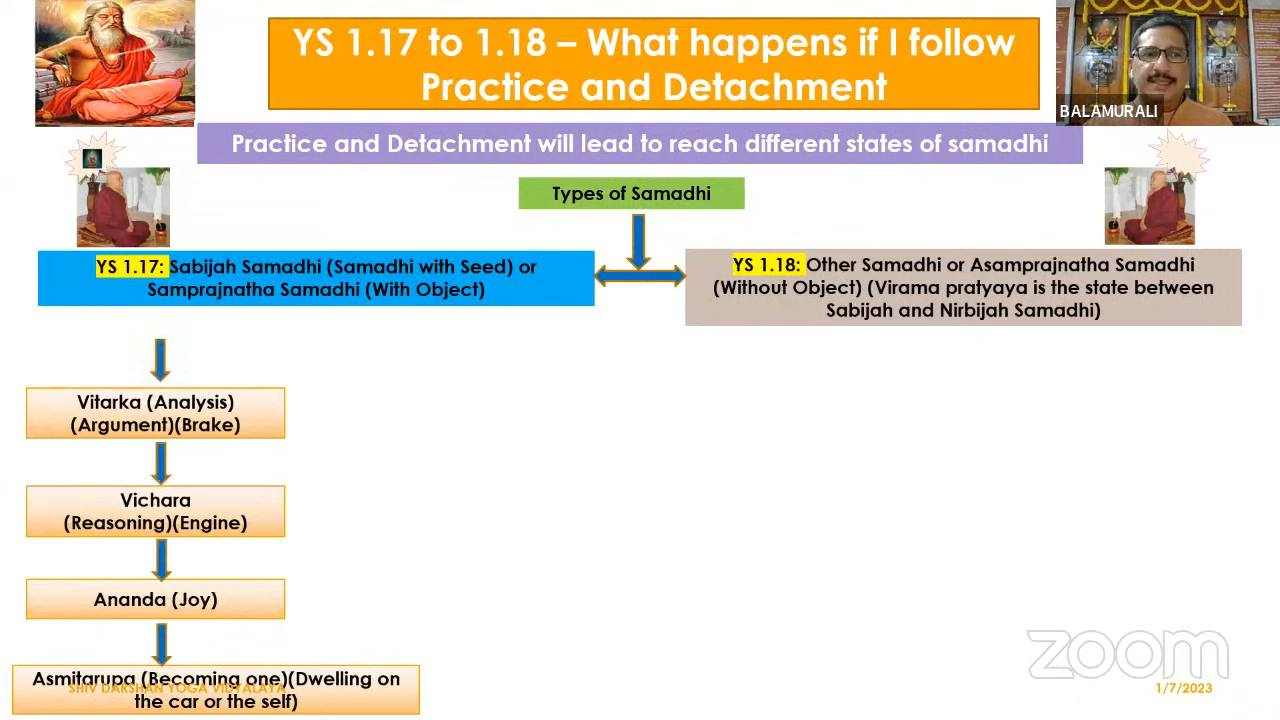 YS 1.17 to 1.18 – What happens if I follow
Practice and Detachment
BALAMURALI
Practice and Detachment will lead to reach different states of samadhi
Types of Samadhi
YS 1.17: Sabijah Samadhi (Samadhi with Seed) or
Samprajnatha Samadhi (With Object)
YS 1.18: Other Samadhi or Asamprajnatha Samadhi
(Without Object) (Virama pratyaya is the state between
Sabijah and Nirbijah Samadhi)
Vitarka (Analysis)
(Argument)(Brake)
Vichara
(Reasoning)(Engine)
Ananda (Joy)
Asmitarupa (Becoming one)(Dwelling on
the car or the self)
SHIV DARSHAN YOGA VIDYALAYA
zoom
1/7/2023